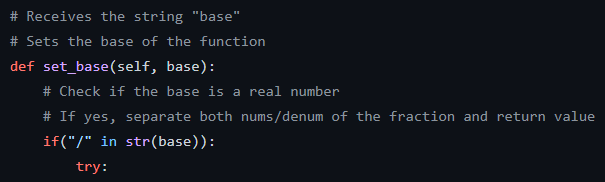 # Receives the string "base"
# Sets the base of the function
def set_base(self, base):
# Check if the base is a real number
# If yes, separate both nums/denum of the fraction and return value
if("/" in str(base)):
try: